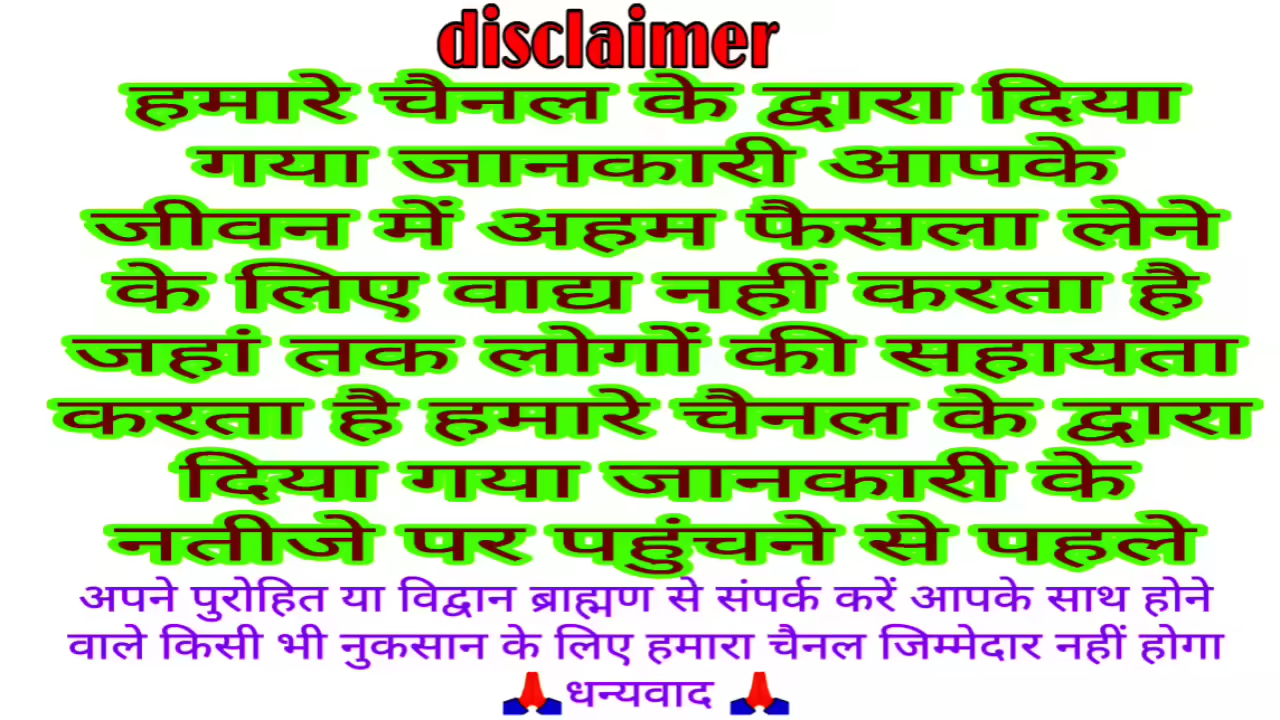 disclaimer
हमारे चैनल के द्वारा दिया
गया जानकारी आपके
जीवन में अहम फैसला लेने
के लिए वाद्य नहीं करता है
जहां तक लोगों की सहायता
करता है हमारे चैनल के द्वारा
दिया गया जानकारी के
नतीजे पर पहुंचने से पहले
अपने पुरोहित या विद्वान ब्राह्मण से संपर्क करें आपके साथ होने
वाले किसी भी नुकसान के लिए हमारा चैनल जिम्मेदार नहीं होगा
🙏धन्यवाद 🙏